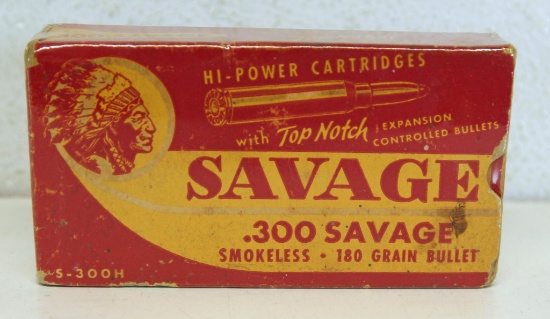 HI-POWER CARTRIDGES
with Top Notch EXPANSION CONTROLLED BULLETS
SAVAGE
.300 SAVAGE
SMOKELESS • 180 GRAIN BULLET
S-300H